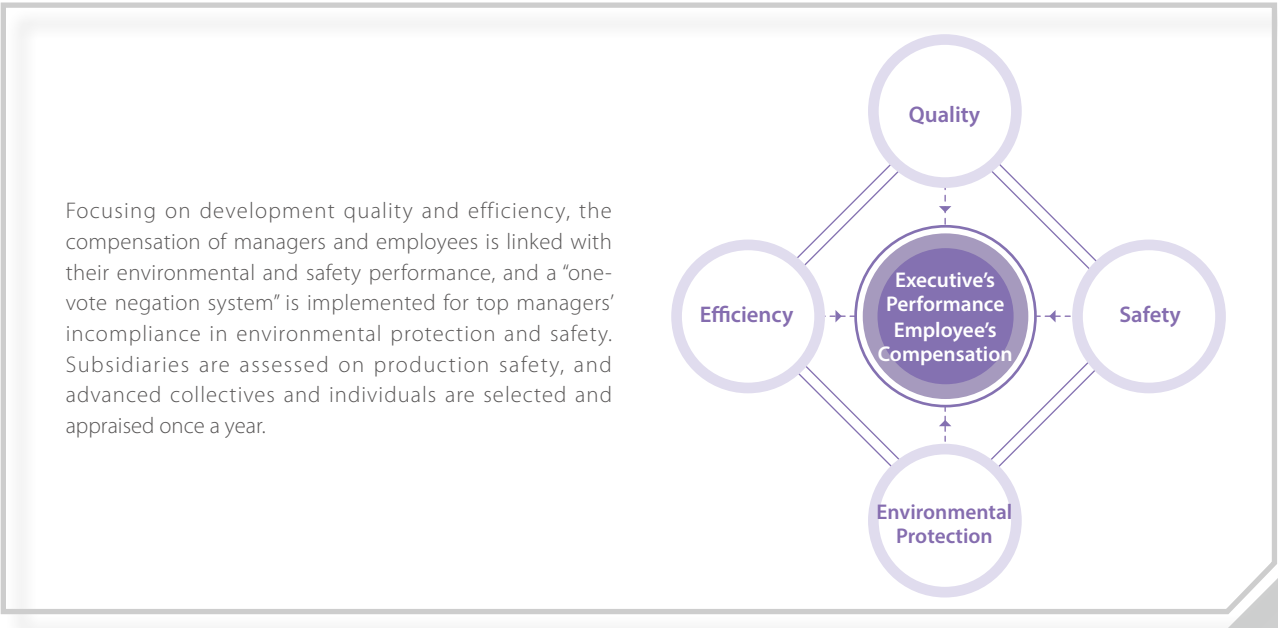 Focusing on development quality and efficiency, the
compensation of managers and employees is linked with
their environmental and safety performance, and a “one-
vote negation system” is implemented for top managers’
incompliance in environmental protection and safety.
Subsidiaries are assessed on production safety, and
advanced collectives and individuals are selected and
appraised once a year.
Quality
Efficiency
Executive’s
Performance
Employee’s
Compensation
Safety
Environmental
Protection